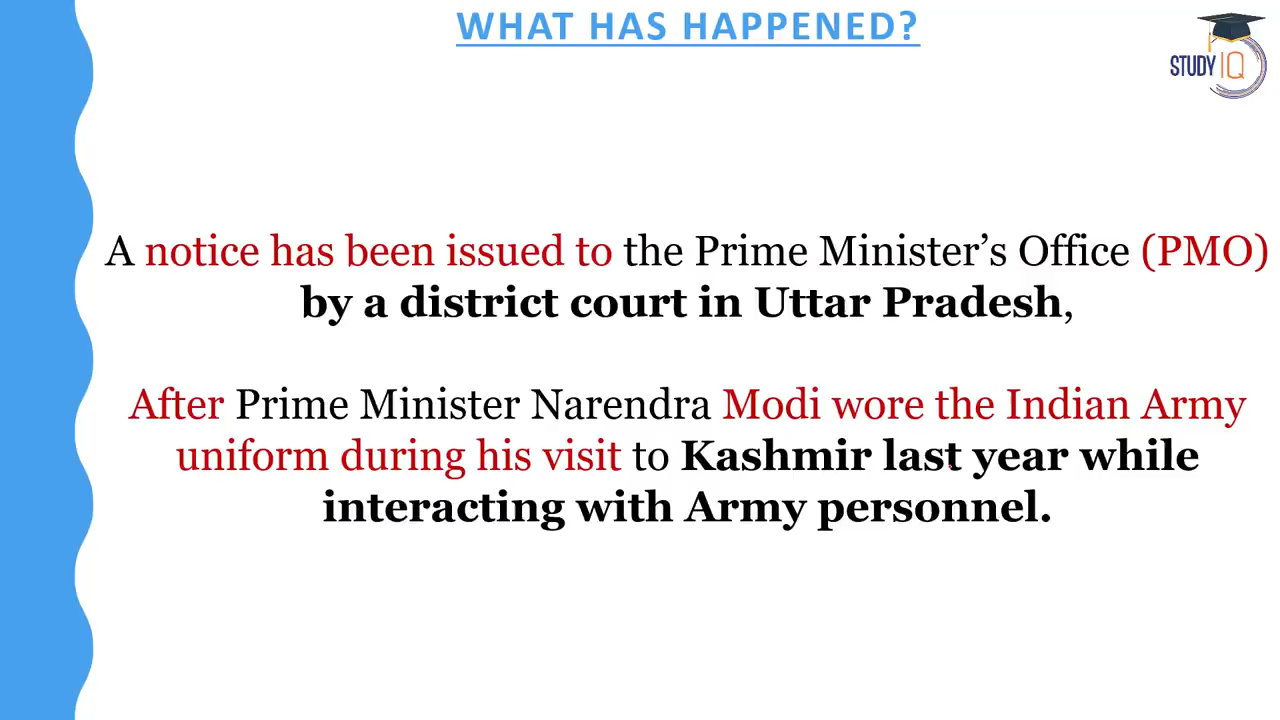 WHAT HAS HAPPENED?
STUDY IQ
A notice has been issued to the Prime Minister’s Office (PMO)
by a district court in Uttar Pradesh,
After Prime Minister Narendra Modi wore the Indian Army
uniform during his visit to Kashmir last year while
interacting with Army personnel.